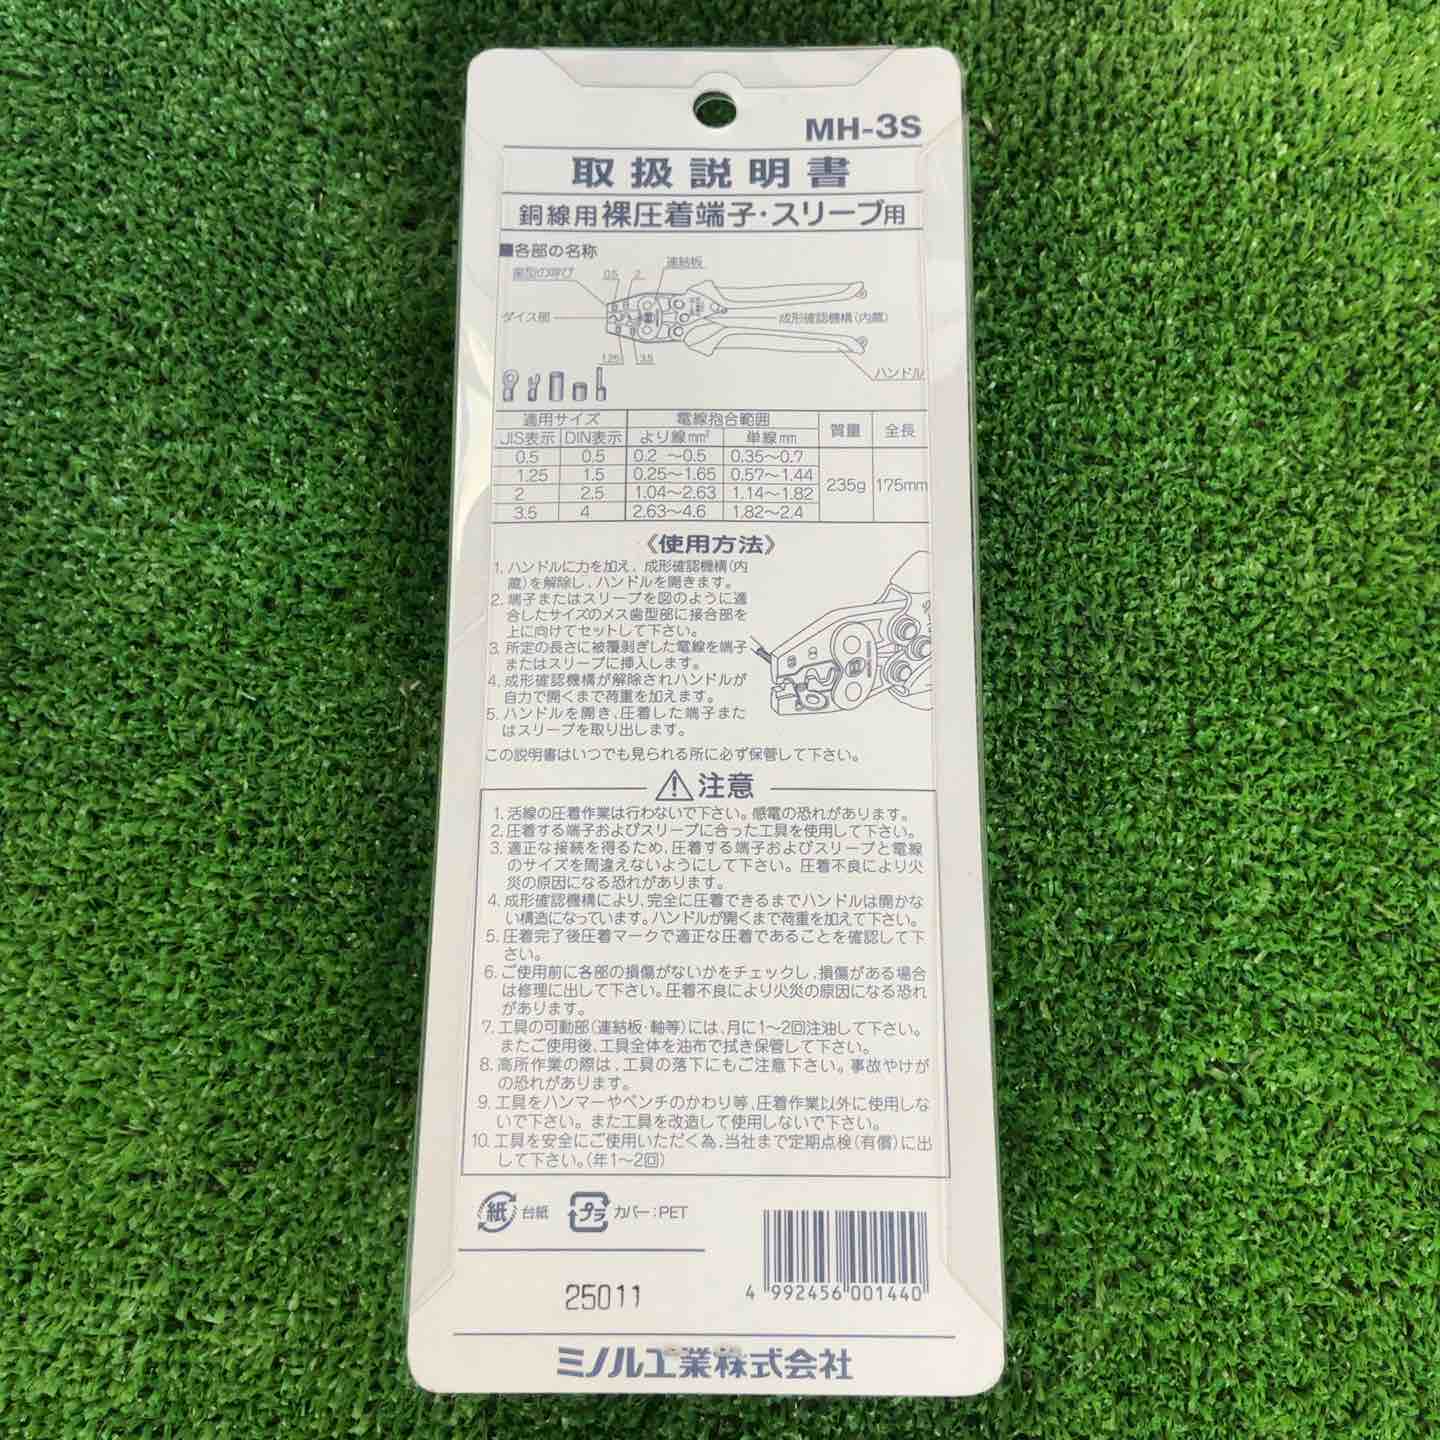 MH-3S
取扱説明書
銅線用裸圧着端子・スリーブ用
■各部の名称
歯型の呼び 0.5 2 連結板
ダイス部 成形確認機構(内蔵)
1.25 3.5
ハンドル
適用サイズ 電線抱合範囲 質量 全長
JIS表示 DIN表示 より線mm² 単線mm
0.5 0.5 0.2 ～0.5 0.35～0.7
1.25 1.5 0.25～1.65 0.57～1.44
235g 175mm
2 2.5 1.04～2.63 1.14～1.82
3.5 4 2.63～4.6 1.82～2.4
《使用方法》
1. ハンドルに力を加え、成形確認機構(内
蔵)を解除し、ハンドルを開きます。
2. 端子またはスリーブを図のように適
合したサイズのメス歯型部に接合部を
上に向けてセットして下さい。
3. 所定の長さに被覆剥ぎした電線を端子
またはスリーブに挿入します。
4. 成形確認機構が解除されハンドルが
自力で開くまで荷重を加えます。
5. ハンドルを開き、圧着した端子また
はスリーブを取り出します。
この説明書はいつでも見られる所に必ず保管して下さい。
注意
1. 活線の圧着作業は行わないで下さい。感電の恐れがあります。
2. 圧着する端子およびスリーブに合った工具を使用して下さい。
3. 適正な接続を得るため、圧着する端子およびスリーブと電線
のサイズを間違えないようにして下さい。圧着不良により火
災の原因になる恐れがあります。
4. 成形確認機構により、完全に圧着できるまでハンドルは開かな
い構造になっています。ハンドルが開くまで荷重を加えて下さい。
5. 圧着完了後圧着マークで適正な圧着であることを確認して下
さい。
6. ご使用前に各部の損傷がないかをチェックし、損傷がある場合
は修理に出して下さい。圧着不良により火災の原因になる恐れ
があります。
7. 工具の可動部(連結板・軸等)には、月に1～2回注油して下さい。
またご使用後、工具全体を油布で拭き保管して下さい。
8. 高所作業の際は、工具の落下にもご注意下さい。事故やけが
の恐れがあります。
9. 工具をハンマーやペンチのかわり等、圧着作業以外に使用しな
いで下さい。また工具を改造して使用しないで下さい。
10. 工具を安全にご使用いただく為、当社まで定期点検(有償)に出
して下さい。(年1～2回)
紙 台紙 プラ カバー:PET
4 992456 001440
25011
ミノル工業株式会社